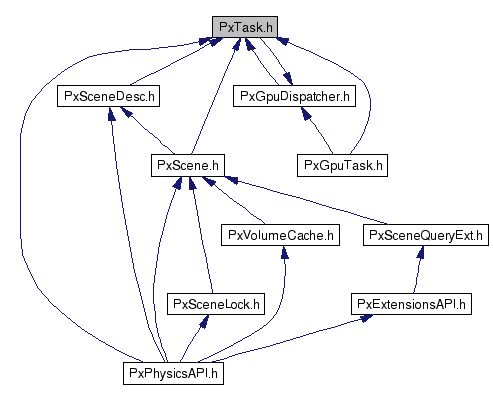 PxTask.h
PxSceneDesc.h
PxGpuDispatcher.h
PxScene.h
PxGpuTask.h
PxVolumeCache.h
PxSceneQueryExt.h
PxSceneLock.h
PxExtensionsAPI.h
PxPhysicsAPI.h